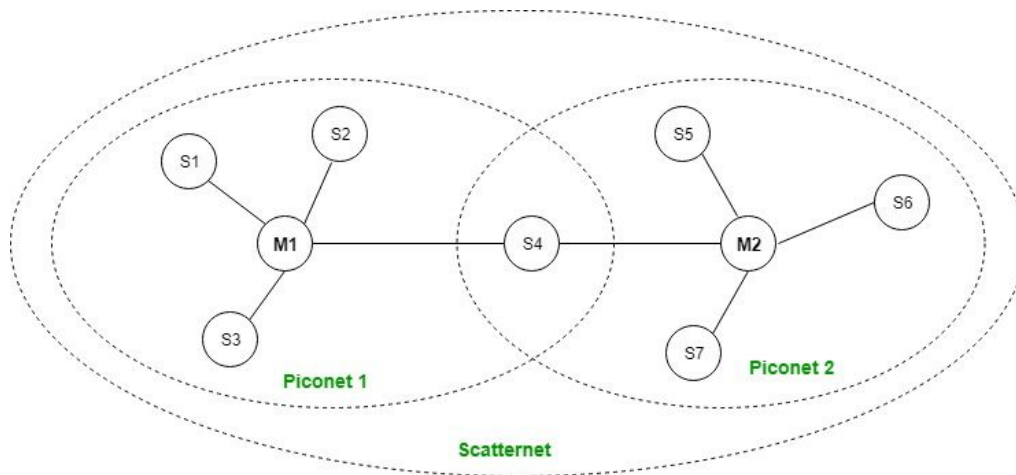 S1
S2
S5
S6
M1
S4
M2
S3
S7
Piconet 1
Piconet 2
Scatternet